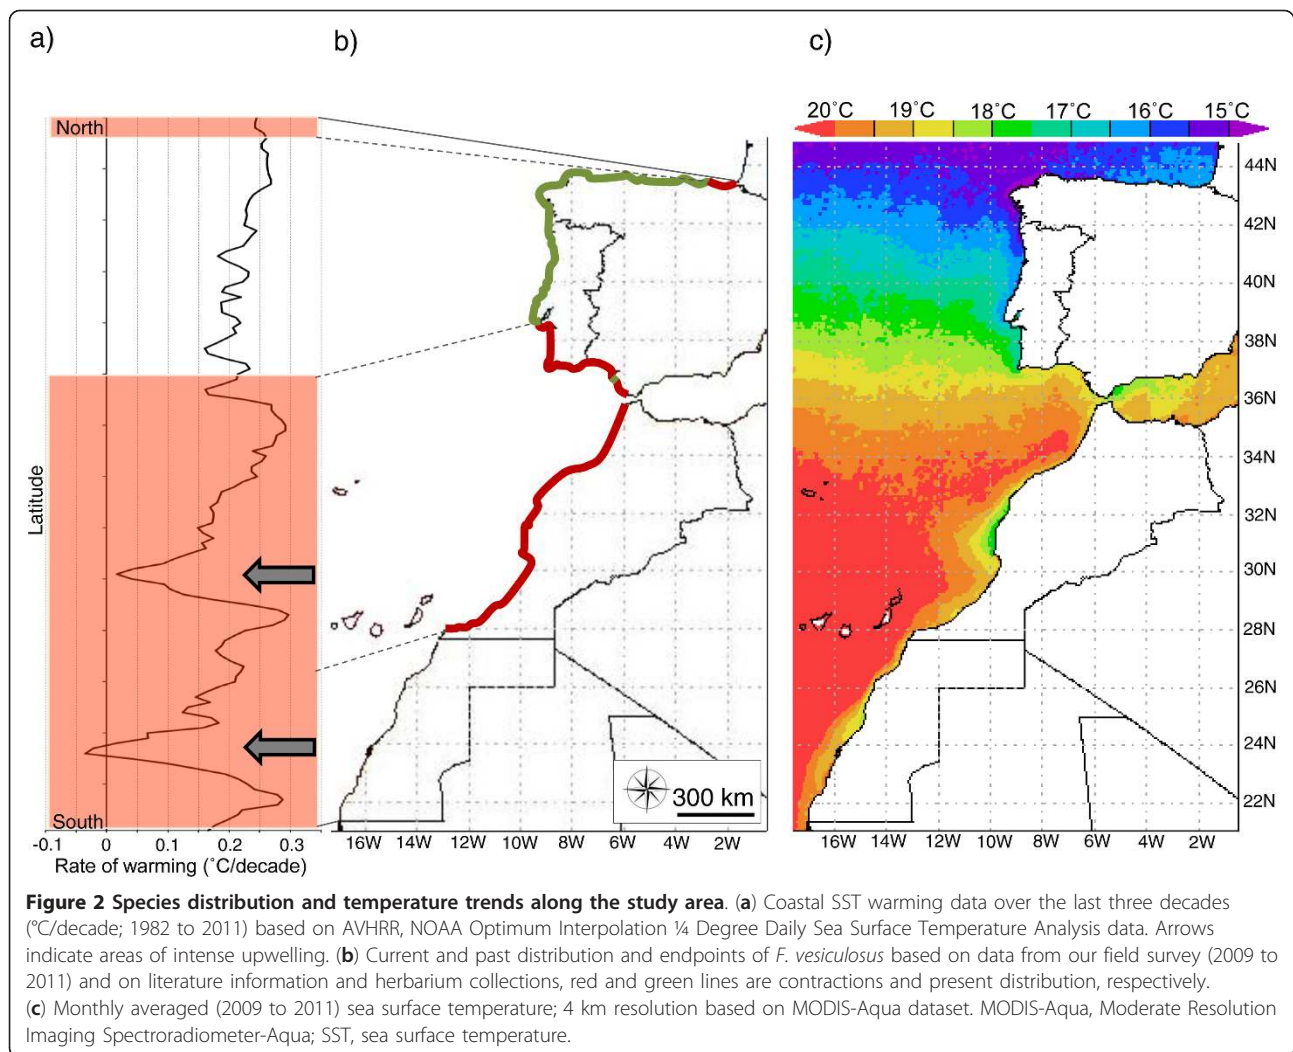 a)
b)
c)
20°C 19°C 18°C 17°C 16°C 15°C
North
Latitude
South
-0.1 0 0.1 0.2 0.3
Rate of warming (°C/decade)
300 km
16W 14W 12W 10W 8W 6W 4W 2W
44N
42N
40N
38N
36N
34N
32N
30N
28N
26N
24N
22N
16W 14W 12W 10W 8W 6W 4W 2W
Figure 2 Species distribution and temperature trends along the study area. (a) Coastal SST warming data over the last three decades
(°C/decade; 1982 to 2011) based on AVHRR, NOAA Optimum Interpolation ¼ Degree Daily Sea Surface Temperature Analysis data. Arrows
indicate areas of intense upwelling. (b) Current and past distribution and endpoints of F. vesiculosus based on data from our field survey (2009 to
2011) and on literature information and herbarium collections, red and green lines are contractions and present distribution, respectively.
(c) Monthly averaged (2009 to 2011) sea surface temperature; 4 km resolution based on MODIS-Aqua dataset. MODIS-Aqua, Moderate Resolution
Imaging Spectroradiometer-Aqua; SST, sea surface temperature.